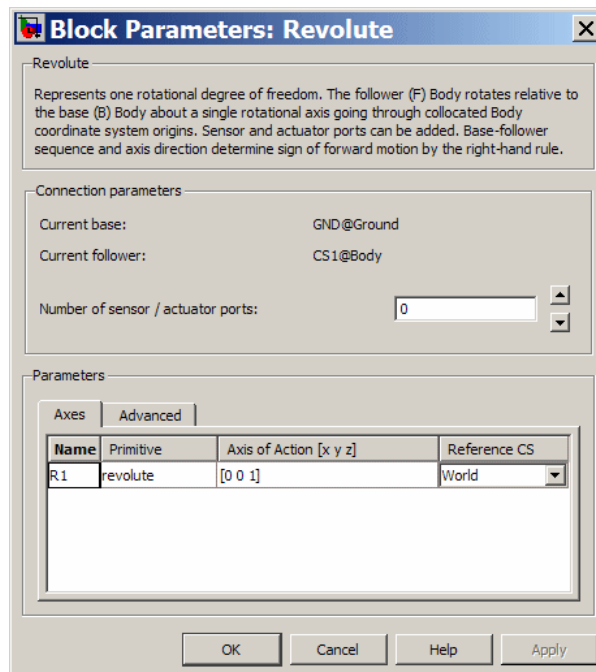 Block Parameters: Revolute
Revolute
Represents one rotational degree of freedom. The follower (F) Body rotates relative to
the base (B) Body about a single rotational axis going through collocated Body
coordinate system origins. Sensor and actuator ports can be added. Base-follower
sequence and axis direction determine sign of forward motion by the right-hand rule.
Connection parameters
Current base: GND@Ground
Current follower: CS1@Body
Number of sensor / actuator ports: 0
Parameters
Axes Advanced
Name Primitive Axis of Action [x y z] Reference CS
R1 revolute [0 0 1] World
OK Cancel Help Apply